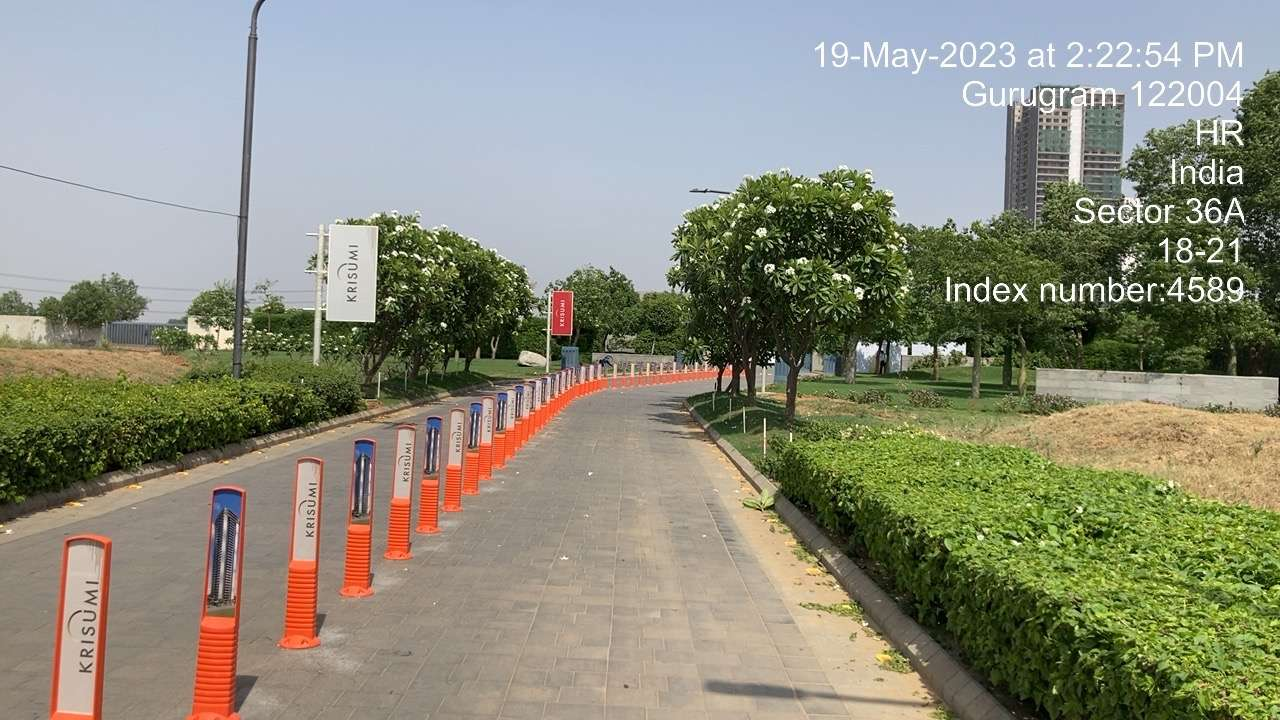 19-May-2023 at 2:22:54 PM
Gurugram 122004
HR
India
Sector 36A
18-21
Index number:4589
KRISUMI
KRISUMI
KRISUMI
KRISUMI
KRISUMI
KRISUMI